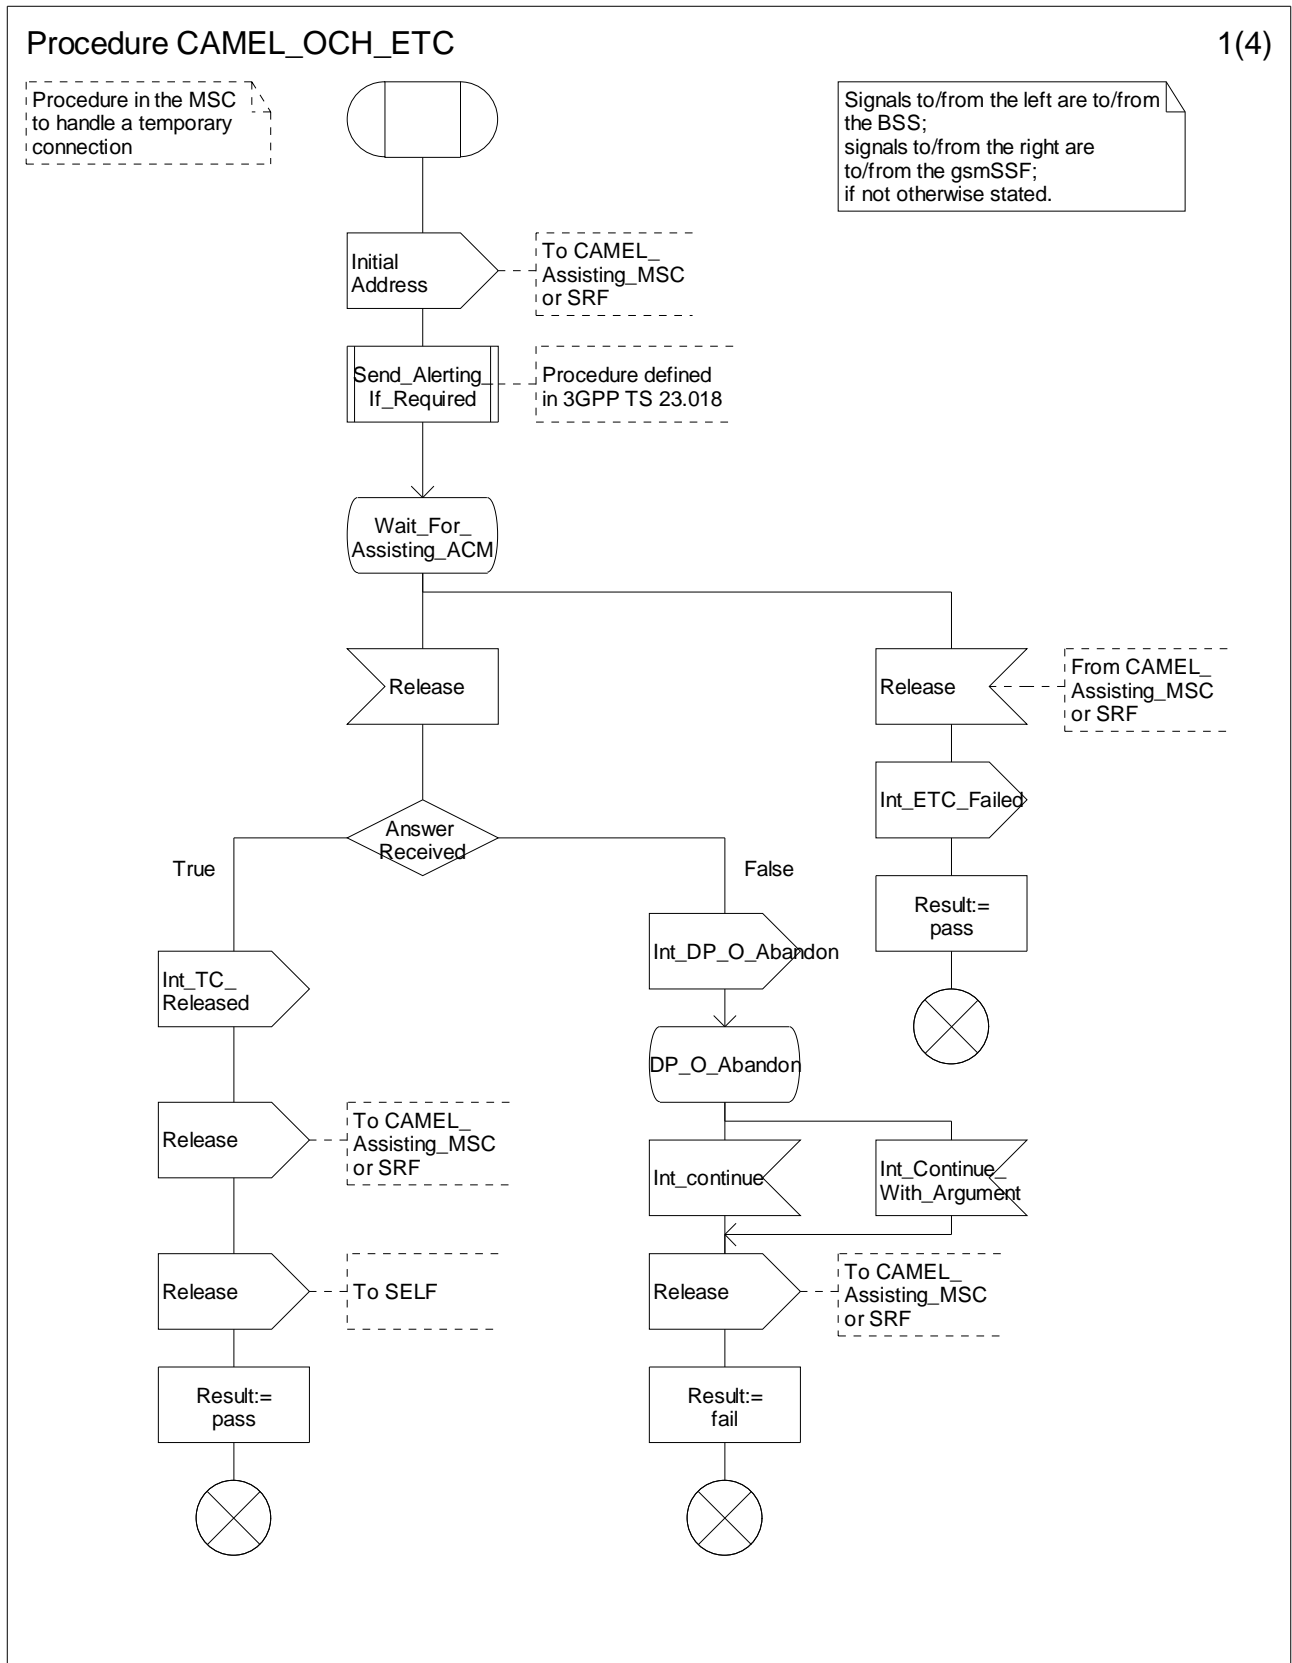 Procedure CAMEL_OCH_ETC
1(4)
Procedure in the MSC
to handle a temporary
connection
Signals to/from the left are to/from
the BSS;
signals to/from the right are
to/from the gsmSSF;
if not otherwise stated.
Initial
Address
To CAMEL_
Assisting_MSC
or SRF
Send_Alerting_
If_Required
Procedure defined
in 3GPP TS 23.018
Wait_For_
Assisting_ACM
Release
Release
From CAMEL_
Assisting_MSC
or SRF
Int_ETC_Failed
Answer
Received
True
False
Result:=
pass
Int_TC_
Released
Int_DP_O_Abandon
DP_O_Abandon
Release
To CAMEL_
Assisting_MSC
or SRF
Int_continue
Int_Continue_
With_Argument
Release
To SELF
Release
To CAMEL_
Assisting_MSC
or SRF
Result:=
pass
Result:=
fail